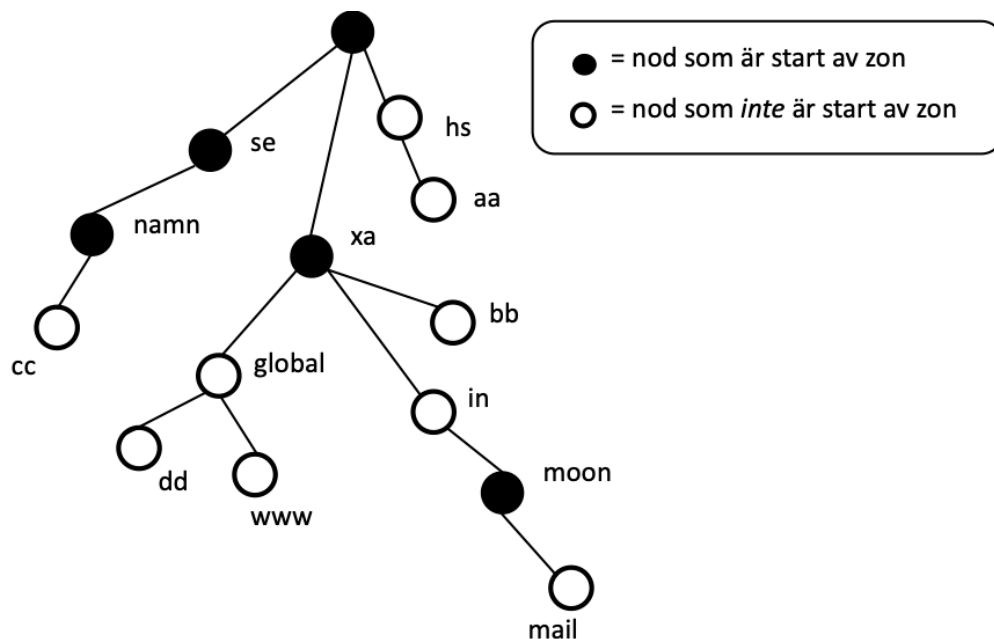 = nod som är start av zon
= nod som inte är start av zon
hs
se
aa
namn
xa
bb
global
cc
in
moon
dd
www
mail